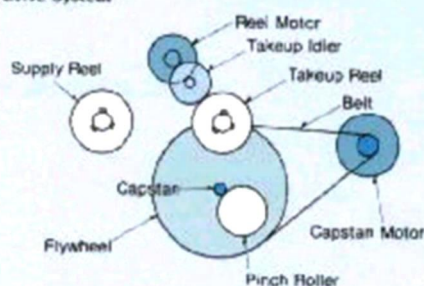 Reel Motor
Takeup Idler
Supply Reel
Takeup Reel
Belt
Capstan
Capstan Motor
Flywheel
Pinch Roller